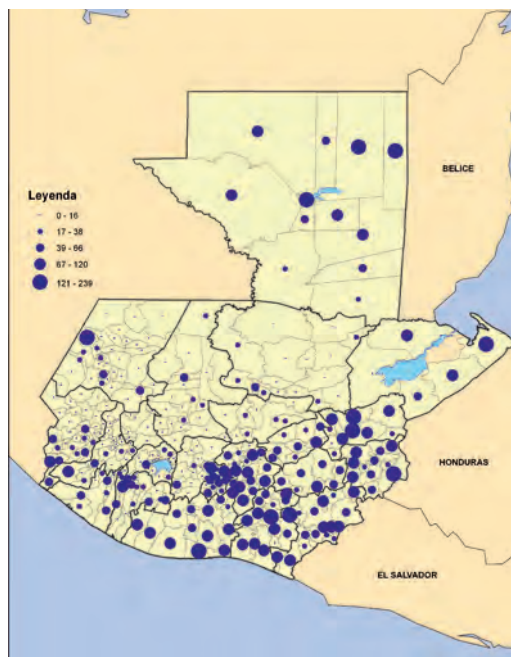 BELICE
Leyenda
0 - 16
17 - 38
39 - 66
67 - 120
121 - 239
HONDURAS
EL SALVADOR